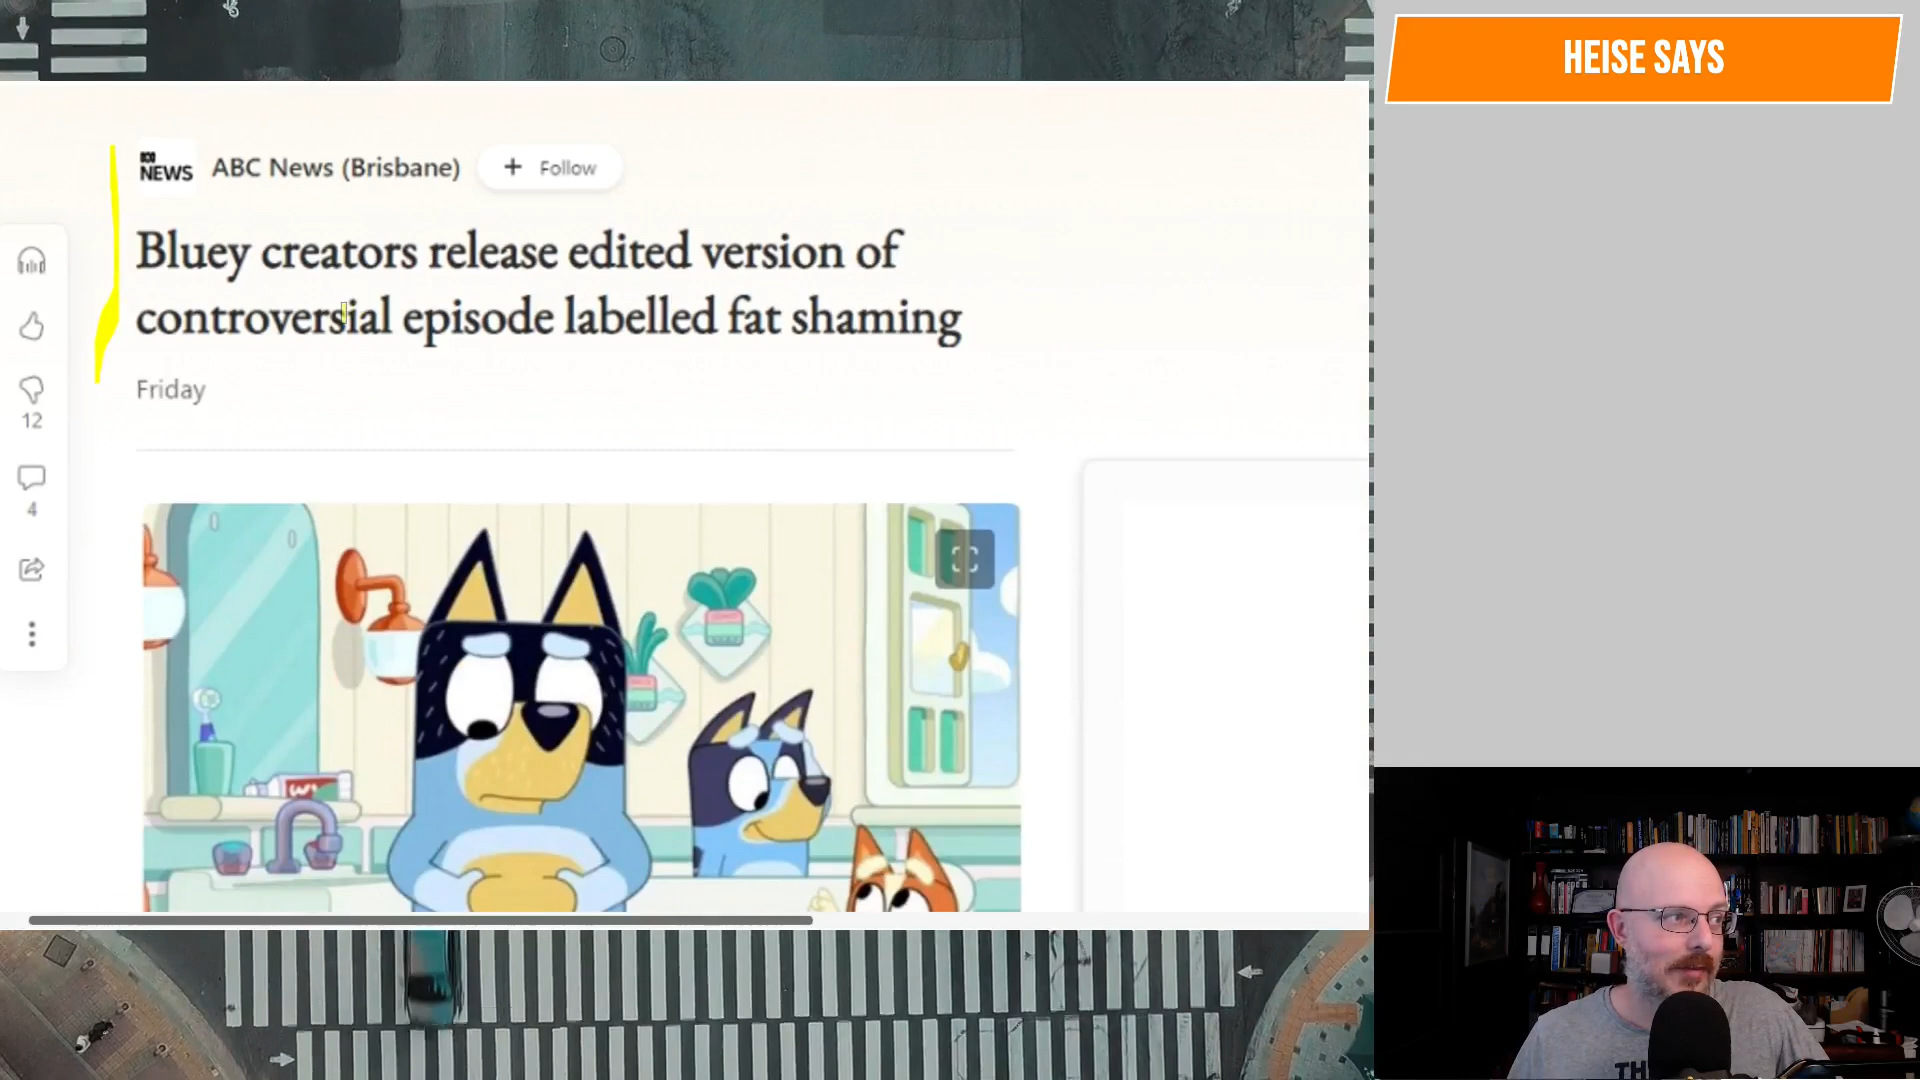 HEISE SAYS
NEWS ABC News (Brisbane) + Follow
Bluey creators release edited version of
controversial episode labelled fat shaming
Friday
12
4
TH